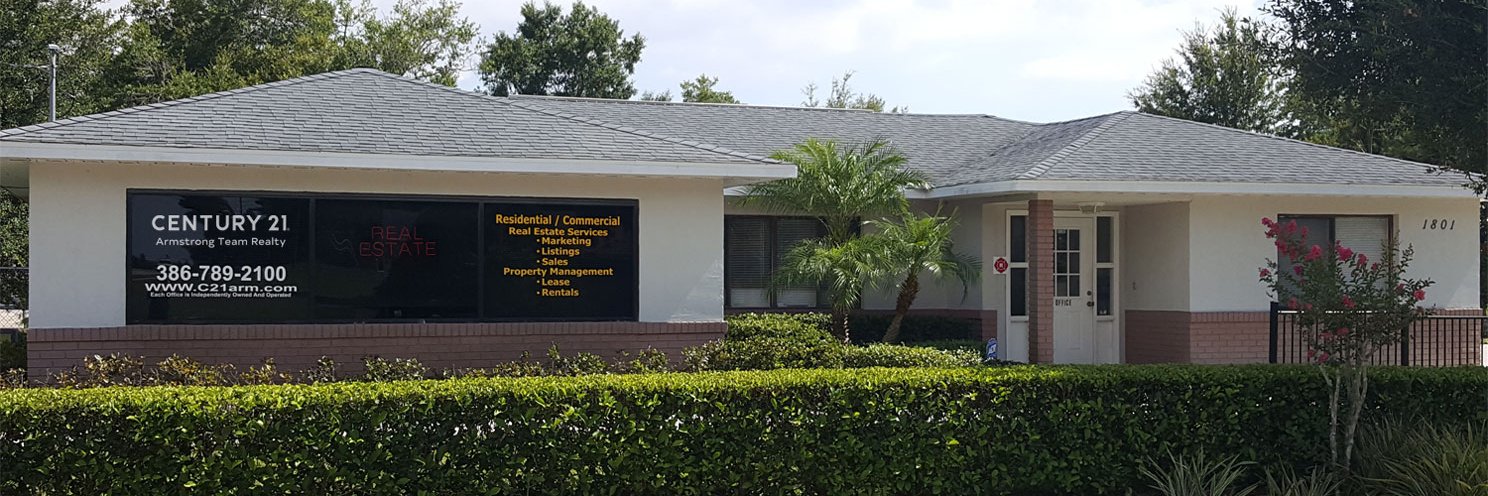 CENTURY 21
Armstrong Team Realty
386-789-2100
www.c21arm.com
Each Office is Independently Owned And Operated
REAL
ESTATE
Residential / Commercial
Real Estate Services
• Marketing
• Listings
• Sales
Property Management
• Lease
• Rentals
OFFICE
1801